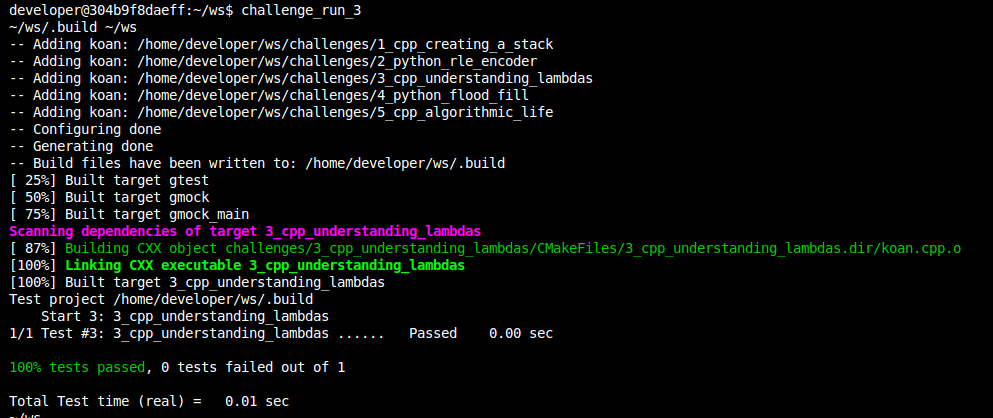 developer@304b9f8daeff:~/ws$ challenge_run_3
~/ws/.build ~/ws
-- Adding koan: /home/developer/ws/challenges/1_cpp_creating_a_stack
-- Adding koan: /home/developer/ws/challenges/2_python_rle_encoder
-- Adding koan: /home/developer/ws/challenges/3_cpp_understanding_lambdas
-- Adding koan: /home/developer/ws/challenges/4_python_flood_fill
-- Adding koan: /home/developer/ws/challenges/5_cpp_algorithmic_life
-- Configuring done
-- Generating done
-- Build files have been written to: /home/developer/ws/.build
[ 25%] Built target gtest
[ 50%] Built target gmock
[ 75%] Built target gmock_main
Scanning dependencies of target 3_cpp_understanding_lambdas
[ 87%] Building CXX object challenges/3_cpp_understanding_lambdas/CMakeFiles/3_cpp_understanding_lambdas.dir/koan.cpp.o
[100%] Linking CXX executable 3_cpp_understanding_lambdas
[100%] Built target 3_cpp_understanding_lambdas
Test project /home/developer/ws/.build
    Start 3: 3_cpp_understanding_lambdas
1/1 Test #3: 3_cpp_understanding_lambdas ......   Passed    0.00 sec

100% tests passed, 0 tests failed out of 1

Total Test time (real) =   0.01 sec
~/ws